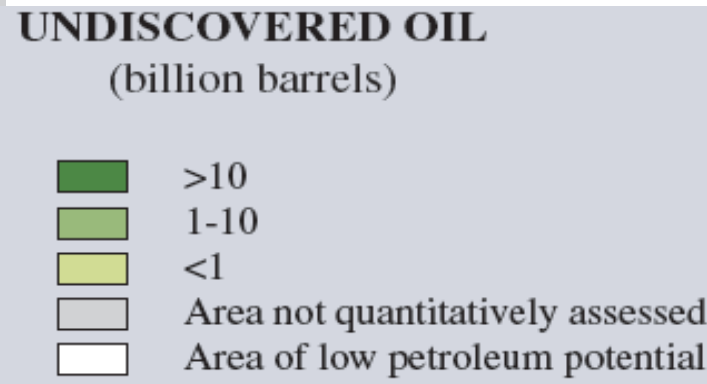 UNDISCOVERED OIL
(billion barrels)
>10
1-10
<1
Area not quantitatively assessed
Area of low petroleum potential